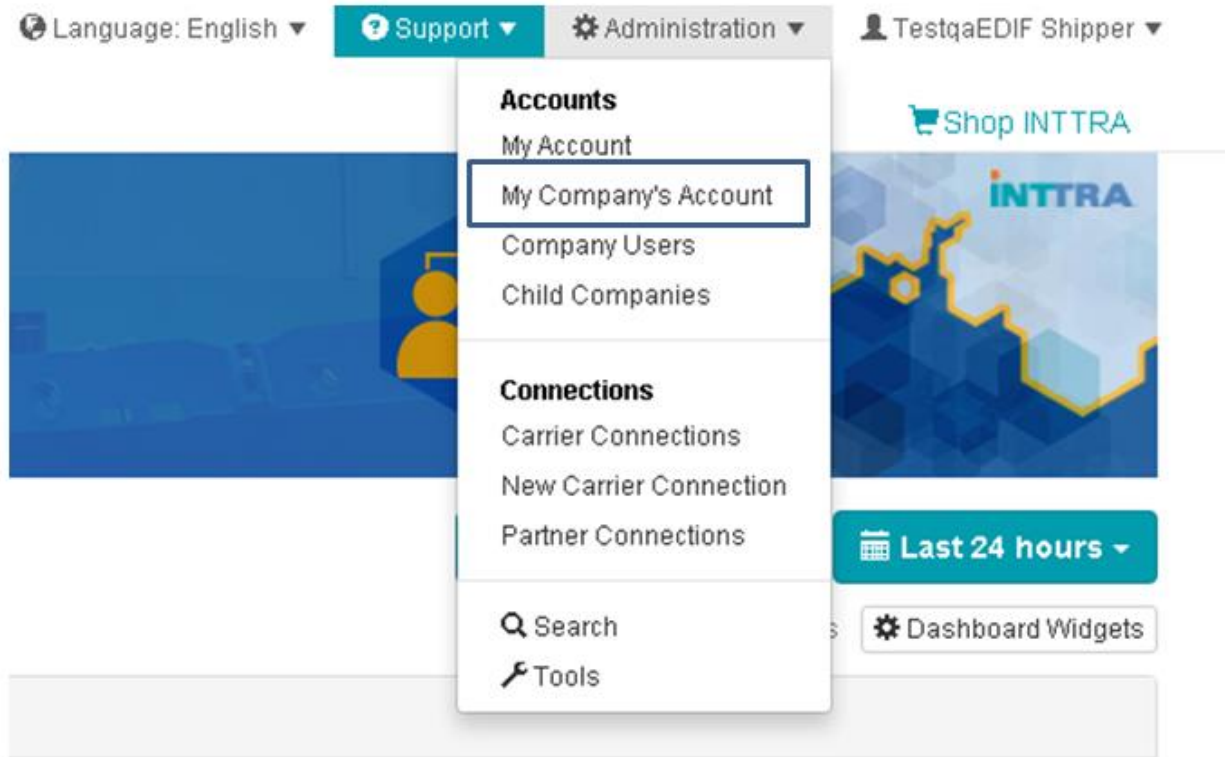 Language: English
Support
Administration
TestqaEDIF Shipper
Accounts
Shop INTTRA
My Account
My Company's Account
INTTRA
Company Users
Child Companies
Connections
Carrier Connections
New Carrier Connection
Partner Connections
Last 24 hours
Search
s
Dashboard Widgets
Tools